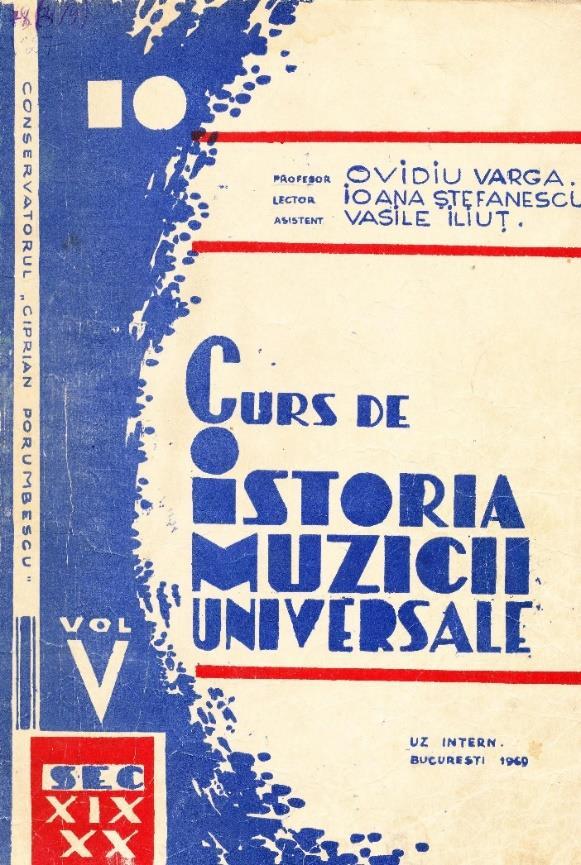 CONSERVATORUL „CIPRIAN PORUMBESCU"
PROFESOR OVIDIU VARGA.
LECTOR IOANA ȘTEFANESCU
ASISTENT VASILE ILIUȚ.
CURS DE
ISTORIA
MUZICII
UNIVERSALE
VOL
V
UZ INTERN.
BUCUREȘTI 1969
SEC
XIX
XX